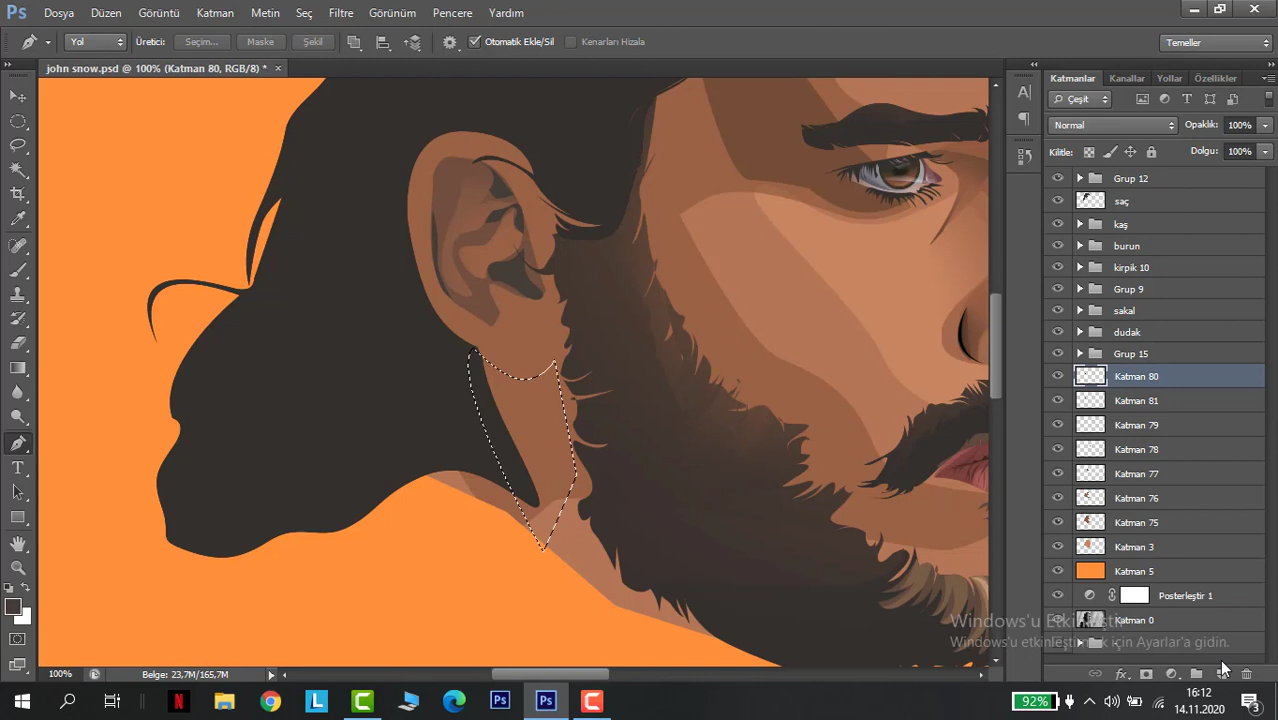 Ps Dosya Düzen Görüntü Katman Metin Seç Filtre Görünüm Pencere Yardım
Yol Üretici: Seçim... Maske Şekil Otomatik Ekle/Sil Kenarları Hizala Temeller
john snow.psd @ 100% (Katman 80, RGB/8) * ×
Katmanlar Kanallar Yollar Özellikler
Çeşit
Normal Opaklık: 100%
Kilitle: Dolgu: 100%
Grup 12
saç
kaş
burun
kirpik 10
Grup 9
sakal
dudak
Grup 15
Katman 80
Katman 81
Katman 79
Katman 78
Katman 77
Katman 76
Katman 75
Katman 3
Katman 5
Posterleştir 1
Katman 0
Windows'u Etkinleştir
Windows'u etkinleştirmek için Ayarlar'a gidin.
100% Belge: 23,7M/165,7M
92% 16:12
14.11.2020